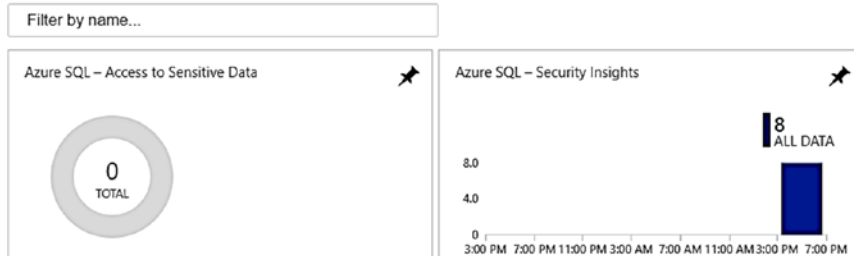 Filter by name...
Azure SQL – Access to Sensitive Data
0
TOTAL
Azure SQL – Security Insights
8
ALL DATA
8.0
4.0
0
3:00 PM 7:00 PM 11:00 PM 3:00 AM 7:00 AM 11:00 AM 3:00 PM 7:00 PM